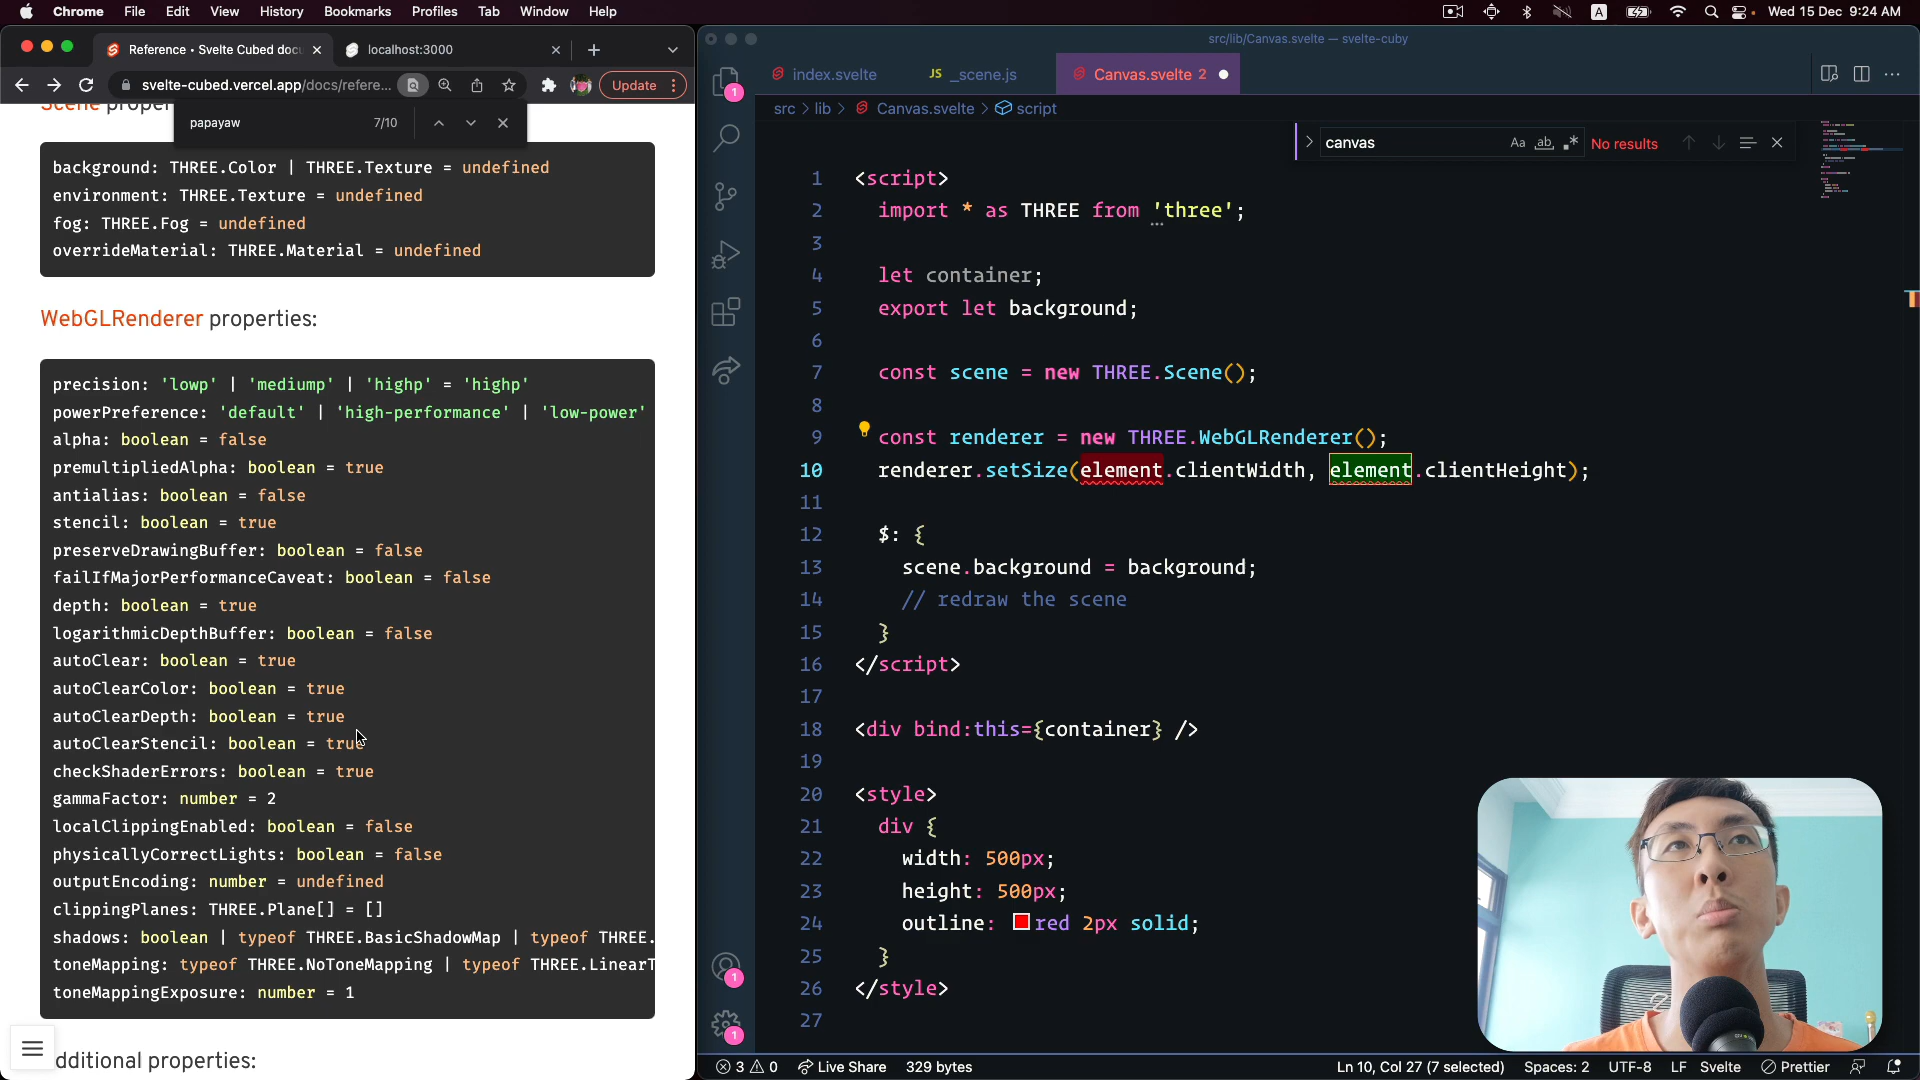 Chrome File Edit View History Bookmarks Profiles Tab Window Help
A Wed 15 Dec 9:24 AM
Reference • Svelte Cubed doc
localhost:3000
svelte-cubed.vercel.app/docs/refere...
Update
papayaw 7/10
background: THREE.Color | THREE.Texture = undefined
environment: THREE.Texture = undefined
fog: THREE.Fog = undefined
overrideMaterial: THREE.Material = undefined
WebGLRenderer properties:
precision: 'lowp' | 'mediump' | 'highp' = 'highp'
powerPreference: 'default' | 'high-performance' | 'low-power'
alpha: boolean = false
premultipliedAlpha: boolean = true
antialias: boolean = false
stencil: boolean = true
preserveDrawingBuffer: boolean = false
failIfMajorPerformanceCaveat: boolean = false
depth: boolean = true
logarithmicDepthBuffer: boolean = false
autoClear: boolean = true
autoClearColor: boolean = true
autoClearDepth: boolean = true
autoClearStencil: boolean = true
checkShaderErrors: boolean = true
gammaFactor: number = 2
localClippingEnabled: boolean = false
physicallyCorrectLights: boolean = false
outputEncoding: number = undefined
clippingPlanes: THREE.Plane[] = []
shadows: boolean | typeof THREE.BasicShadowMap | typeof THREE.
toneMapping: typeof THREE.NoToneMapping | typeof THREE.LinearT
toneMappingExposure: number = 1
dditional properties:
src/lib/Canvas.svelte — svelte-cuby
index.svelte
JS _scene.js
Canvas.svelte 2
src > lib > Canvas.svelte > script
canvas Aa ab .* No results
1 <script>
2 import * as THREE from 'three';
3
4 let container;
5 export let background;
6
7 const scene = new THREE.Scene();
8
9 const renderer = new THREE.WebGLRenderer();
10 renderer.setSize(element.clientWidth, element.clientHeight);
11
12 $: {
13 scene.background = background;
14 // redraw the scene
15 }
16 </script>
17
18 <div bind:this={container} />
19
20 <style>
21 div {
22 width: 500px;
23 height: 500px;
24 outline: red 2px solid;
25 }
26 </style>
27
1
1
1
3 0 Live Share 329 bytes
Ln 10, Col 27 (7 selected) Spaces: 2 UTF-8 LF Svelte Prettier